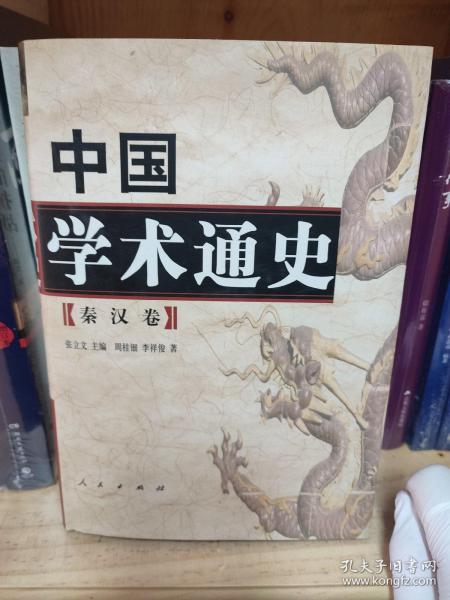 中国
学术通史
【秦汉卷】
张立文 主编 周桂钿 李祥俊 著
人民出版社
孔夫子旧书网
www.kongfz.com